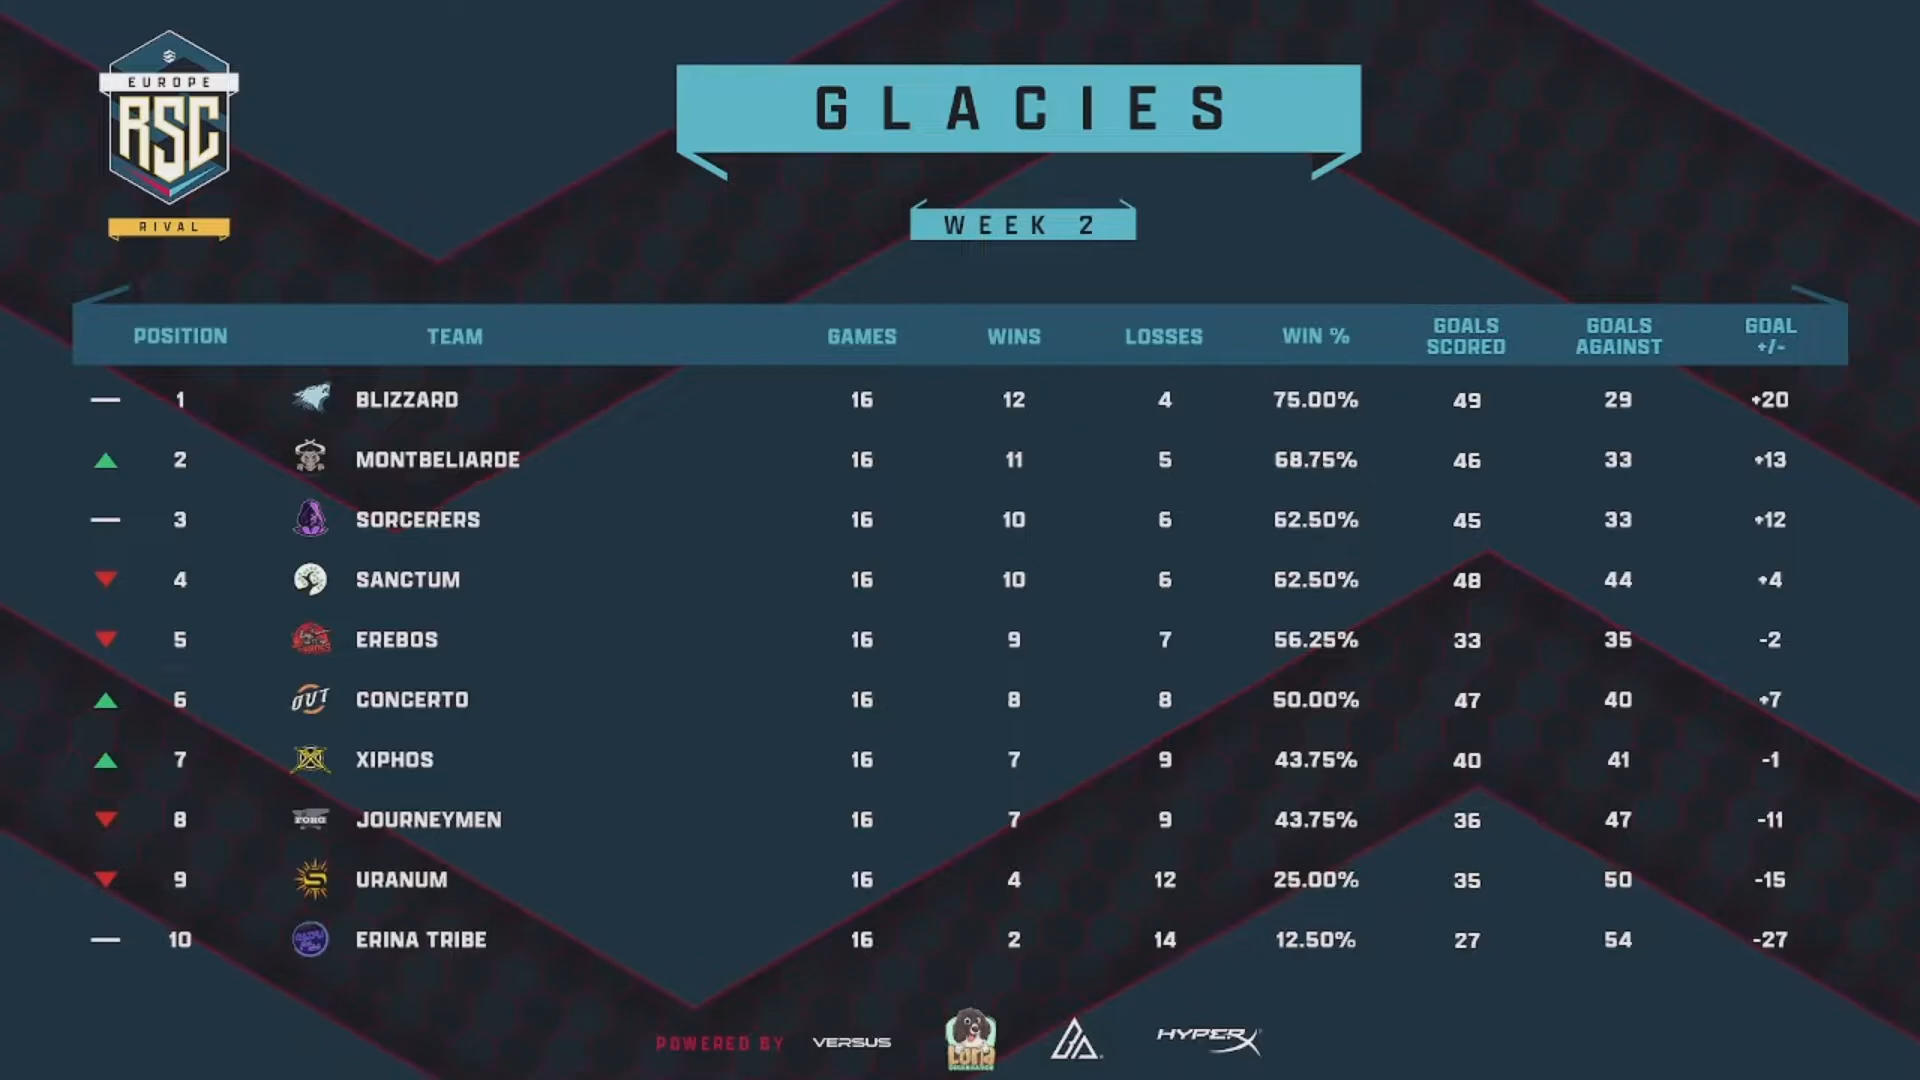 EUROPE
RSC
RIVAL
GLACIES
WEEK 2
POSITION TEAM GAMES WINS LOSSES WIN % GOALS SCORED GOALS AGAINST GOAL +/-
1 BLIZZARD 16 12 4 75.00% 49 29 +20
2 MONTBELIARDE 16 11 5 68.75% 46 33 +13
3 SORCERERS 16 10 6 62.50% 45 33 +12
4 SANCTUM 16 10 6 62.50% 48 44 +4
5 EREBOS 16 9 7 56.25% 33 35 -2
6 OUT CONCERTO 16 8 8 50.00% 47 40 +7
7 XIPHOS 16 7 9 43.75% 40 41 -1
8 JOURNEYMEN 16 7 9 43.75% 36 47 -11
9 S URANUM 16 4 12 25.00% 35 50 -15
10 ERINA TRIBE 16 2 14 12.50% 27 54 -27
POWERED BY VERSUS HYPERX